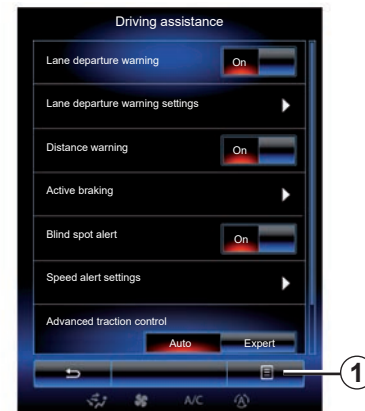 Driving assistance
Lane departure warning
On
Lane departure warning settings
Distance warning
On
Active braking
Blind spot alert
On
Speed alert settings
Advanced traction control
Auto Expert
1
A/C
A